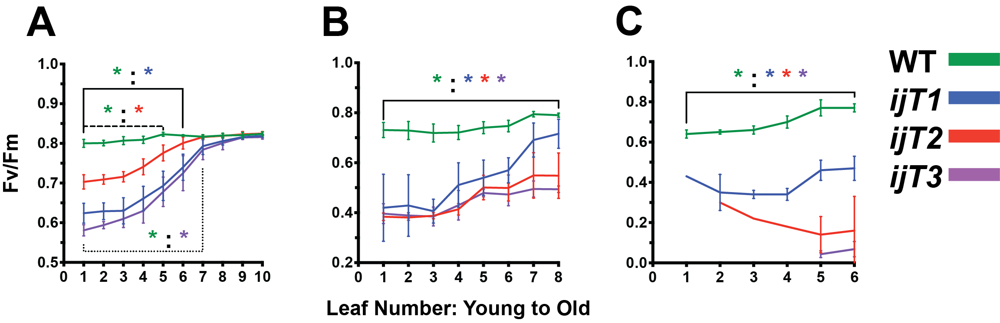 A
B
C
Fv/Fm
1.0
0.9
0.8
0.7
0.6
0.5
0 1 2 3 4 5 6 7 8 9 10
* : *
* : *
* : *
1.0
0.8
0.6
0.4
0.2
0 1 2 3 4 5 6 7 8
* : * * *
1.0
0.8
0.6
0.4
0.2
0.0
0 1 2 3 4 5 6
* : * * *
WT
ijT1
ijT2
ijT3
Leaf Number: Young to Old